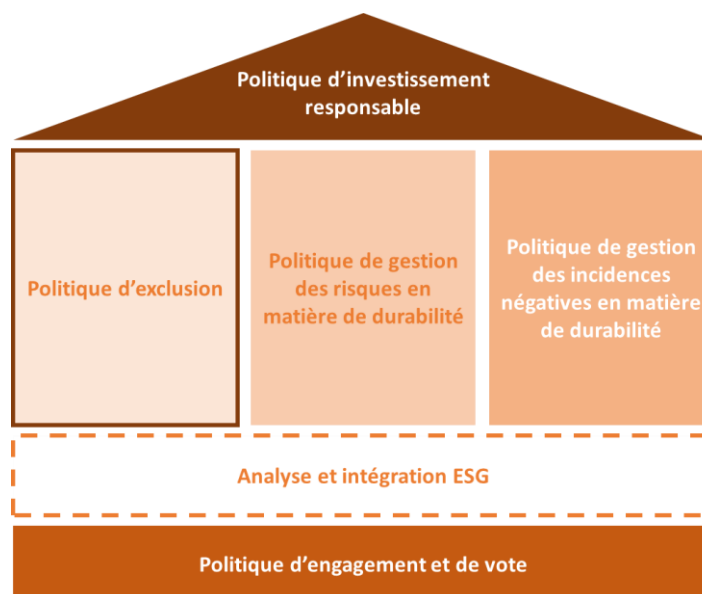 Politique d'investissement
responsable
Politique d'exclusion
Politique de gestion
des risques en
matière de durabilité
Politique de gestion
des incidences
négatives en matière
de durabilité
Analyse et intégration ESG
Politique d'engagement et de vote